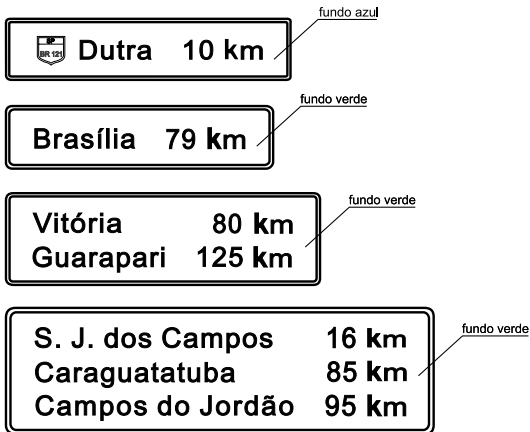 fundo azul
SP
BR 121
Dutra 10 km
fundo verde
Brasília 79 km
fundo verde
Vitória 80 km
Guarapari 125 km
fundo verde
S. J. dos Campos 16 km
Caraguatatuba 85 km
Campos do Jordão 95 km